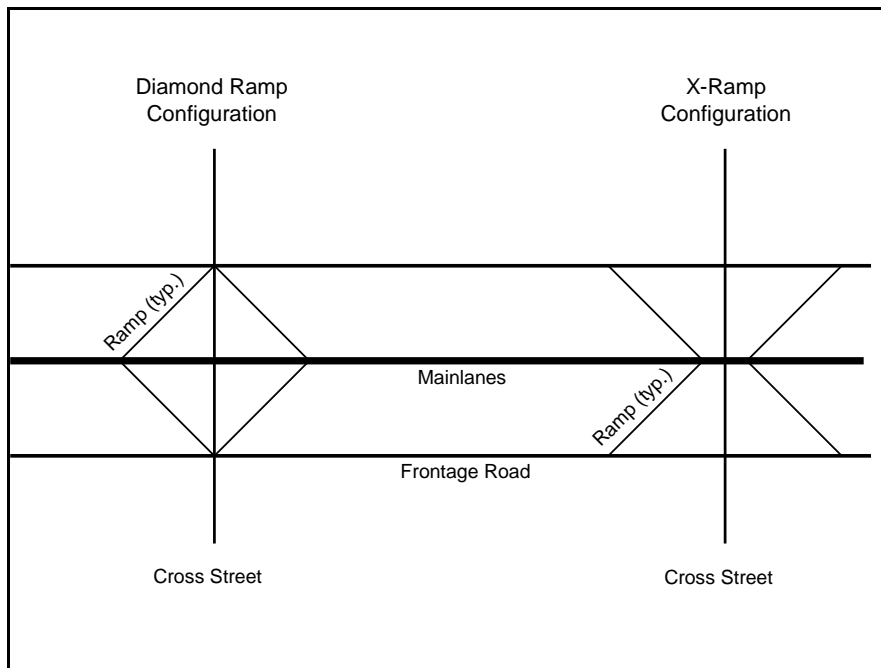 Diamond Ramp
Configuration
X-Ramp
Configuration
Ramp (typ.)
Mainlanes
Ramp (typ.)
Frontage Road
Cross Street
Cross Street